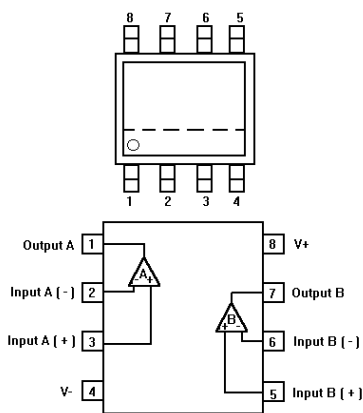 8 7 6 5
1 2 3 4
Output A 1
8 V+
-A+
Input A (-) 2
7 Output B
Input A (+) 3
B
+ -
6 Input B (-)
V- 4
5 Input B (+)